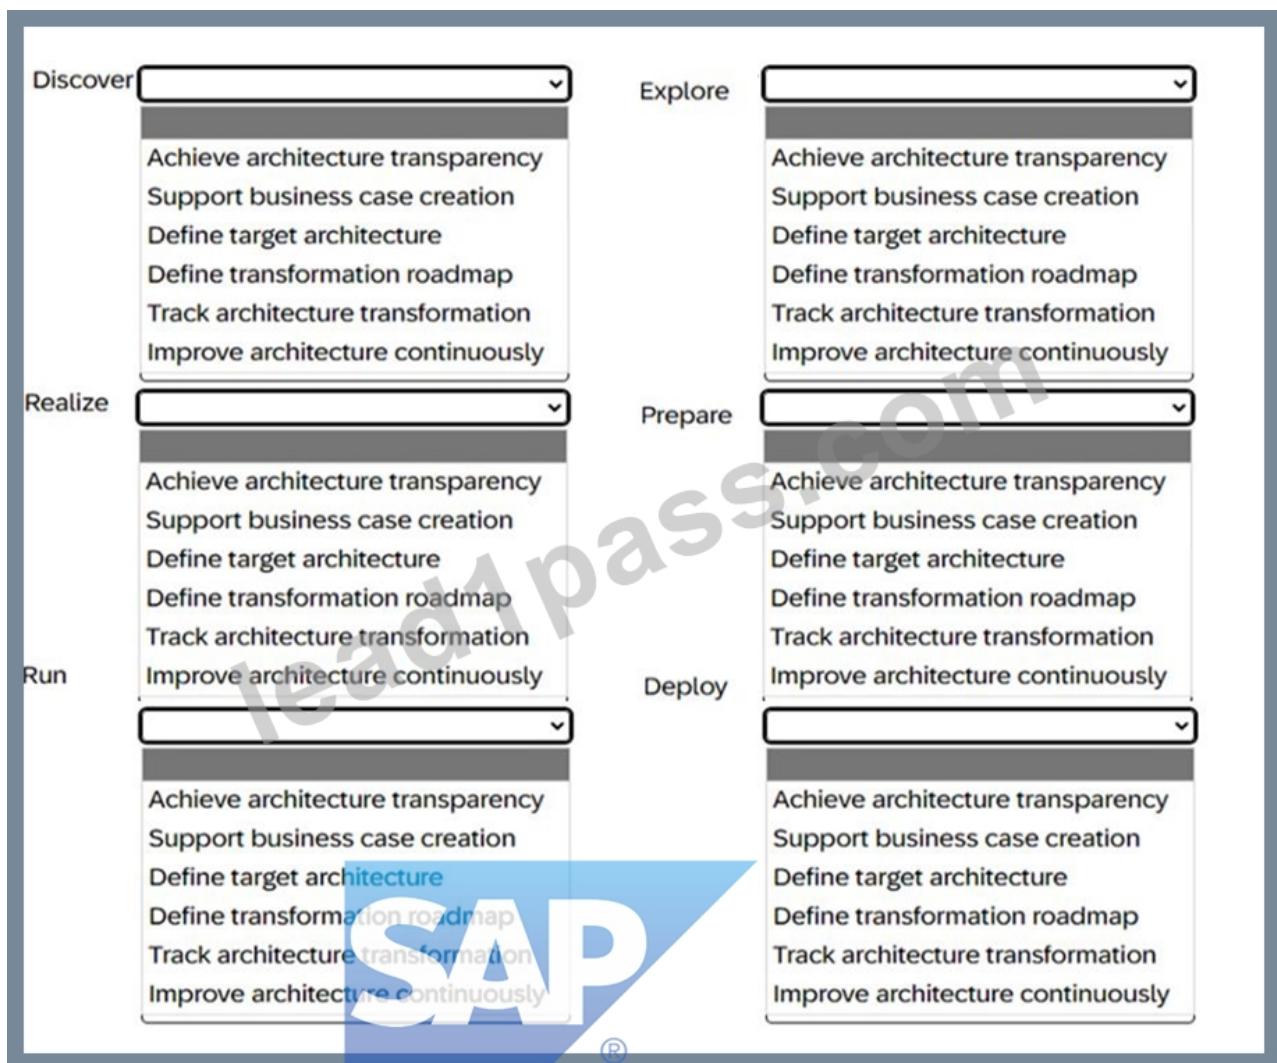 Discover
Achieve architecture transparency
Support business case creation
Define target architecture
Define transformation roadmap
Track architecture transformation
Improve architecture continuously
Explore
Achieve architecture transparency
Support business case creation
Define target architecture
Define transformation roadmap
Track architecture transformation
Improve architecture continuously
Realize
Achieve architecture transparency
Support business case creation
Define target architecture
Define transformation roadmap
Track architecture transformation
Improve architecture continuously
Prepare
Achieve architecture transparency
Support business case creation
Define target architecture
Define transformation roadmap
Track architecture transformation
Improve architecture continuously
Run
Achieve architecture transparency
Support business case creation
Define target architecture
Define transformation roadmap
Track architecture transformation
Improve architecture continuously
Deploy
Achieve architecture transparency
Support business case creation
Define target architecture
Define transformation roadmap
Track architecture transformation
Improve architecture continuously
lead1pass.com
SAP
®